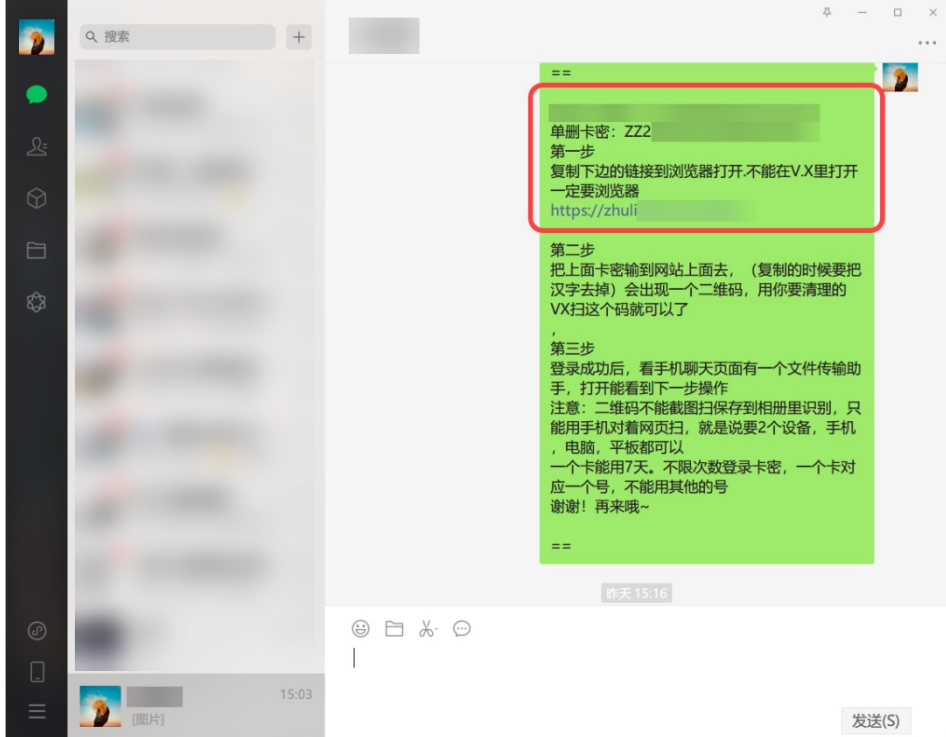 搜索
==
单删卡密：ZZ2
第一步
复制下边的链接到浏览器打开.不能在V.X里打开
一定要浏览器
https://zhuli
第二步
把上面卡密输到网站上面去，（复制的时候要把
汉字去掉）会出现一个二维码，用你要清理的
VX扫这个码就可以了
,
第三步
登录成功后，看手机聊天页面有一个文件传输助
手，打开能看到下一步操作
注意：二维码不能截图扫保存到相册里识别，只
能用手机对着网页扫，就是说要2个设备，手机
，电脑，平板都可以
一个卡能用7天。不限次数登录卡密，一个卡对
应一个号，不能用其他的号
谢谢！再来哦~
==
昨天 15:16
15:03
[图片]
发送(S)